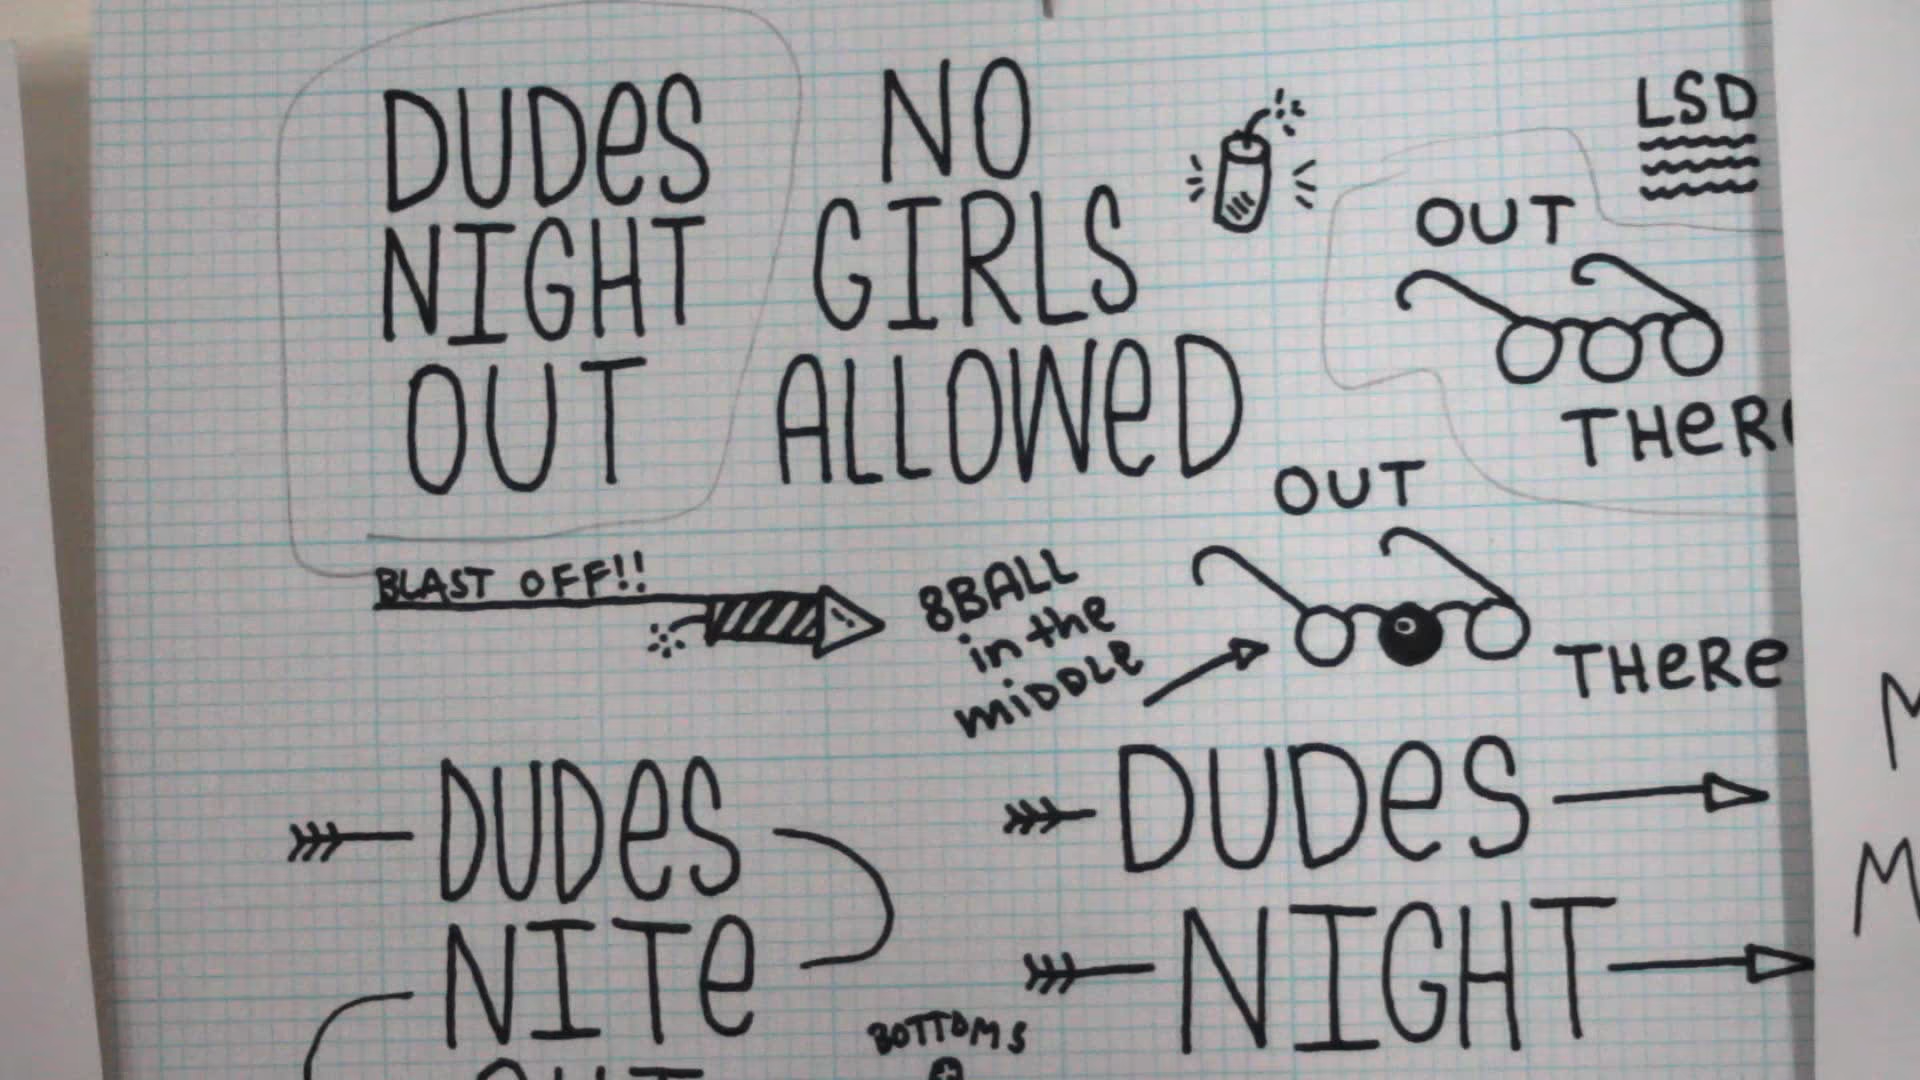 DUDeS
NIGHT
OUT
NO
GIRLS
ALLOWeD
LSD
OUT
OUT
THeRe
BLAST OFF!!
8BALL
in the
miDDLe
DUDeS
NITe
OUT
DUDeS
NIGHT
BOTTOMS
M
M